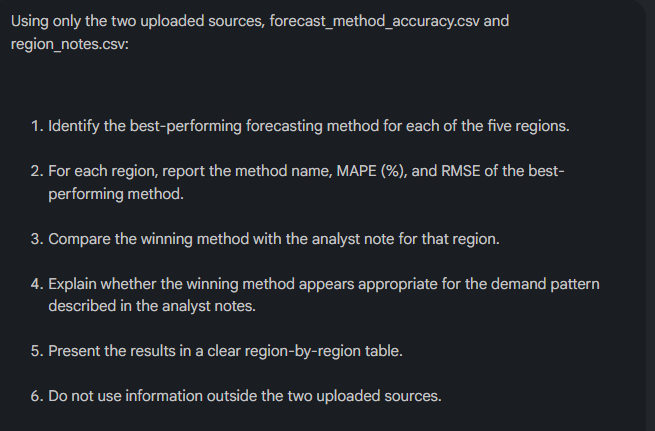 Using only the two uploaded sources, forecast_method_accuracy.csv and
region_notes.csv:
1. Identify the best-performing forecasting method for each of the five regions.
2. For each region, report the method name, MAPE (%), and RMSE of the best-
performing method.
3. Compare the winning method with the analyst note for that region.
4. Explain whether the winning method appears appropriate for the demand pattern
described in the analyst notes.
5. Present the results in a clear region-by-region table.
6. Do not use information outside the two uploaded sources.